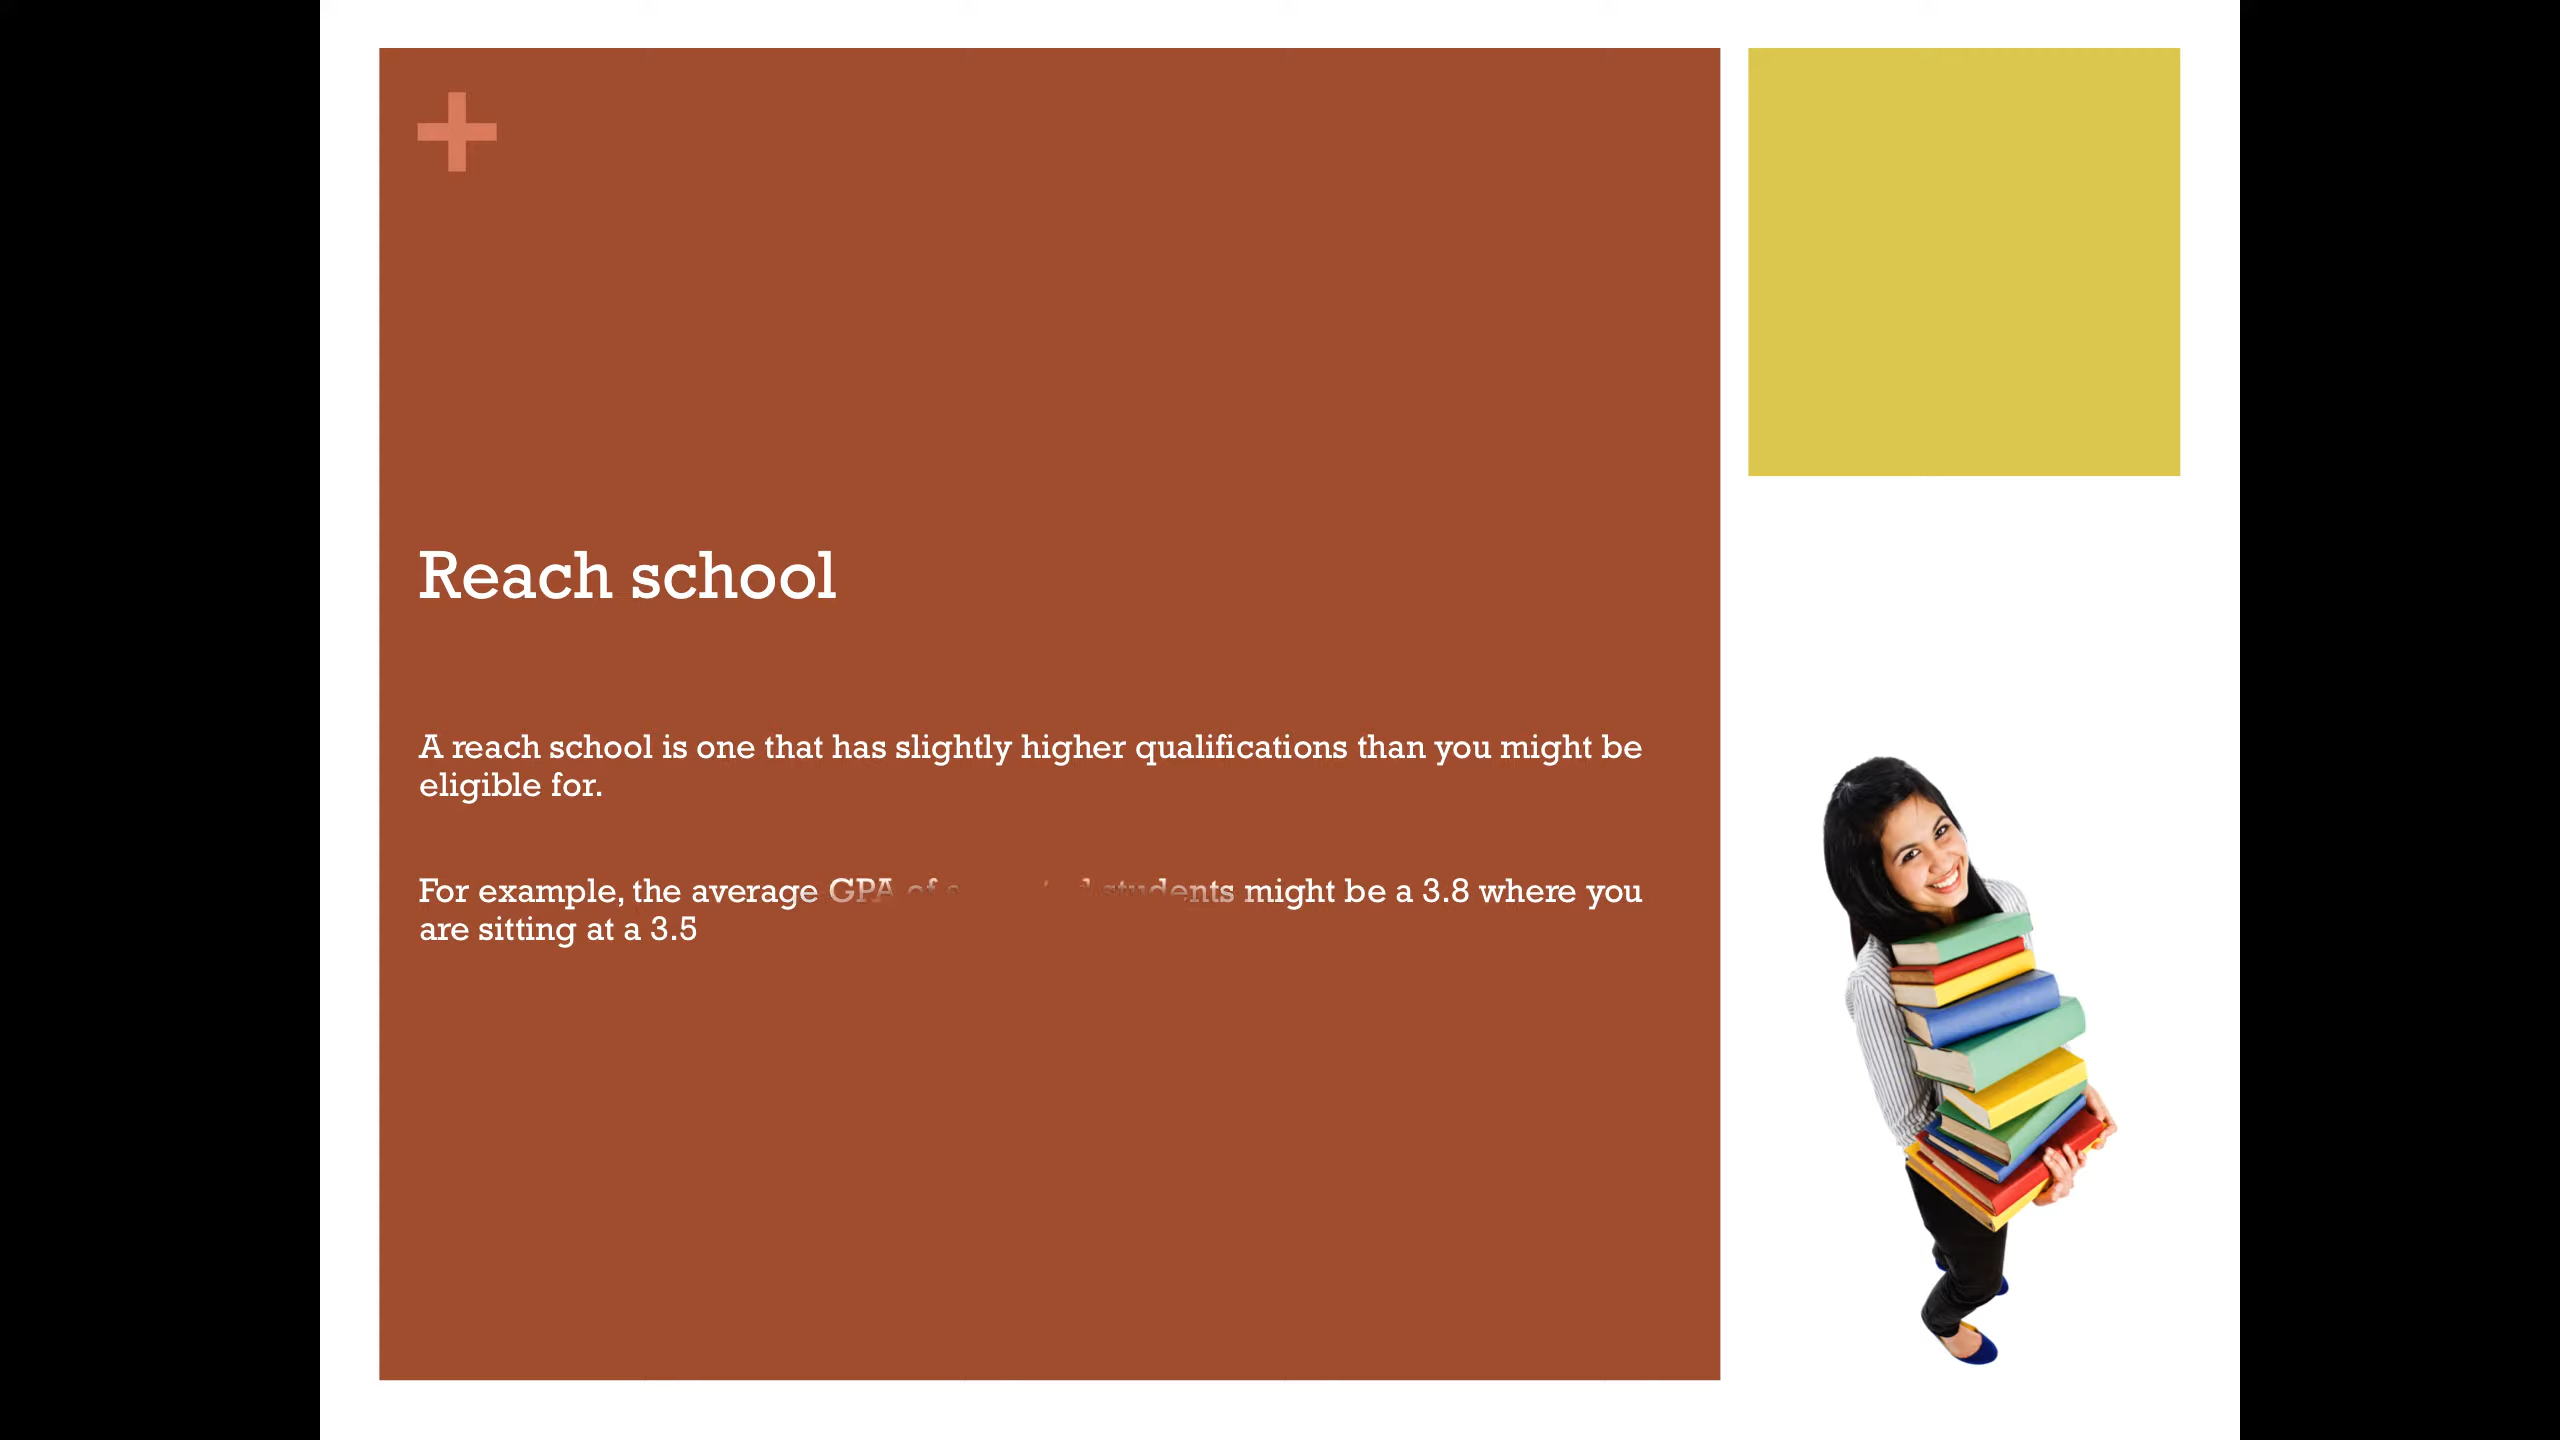 +
Reach school
A reach school is one that has slightly higher qualifications than you might be
eligible for.
For example, the average GPA of students might be a 3.8 where you
are sitting at a 3.5